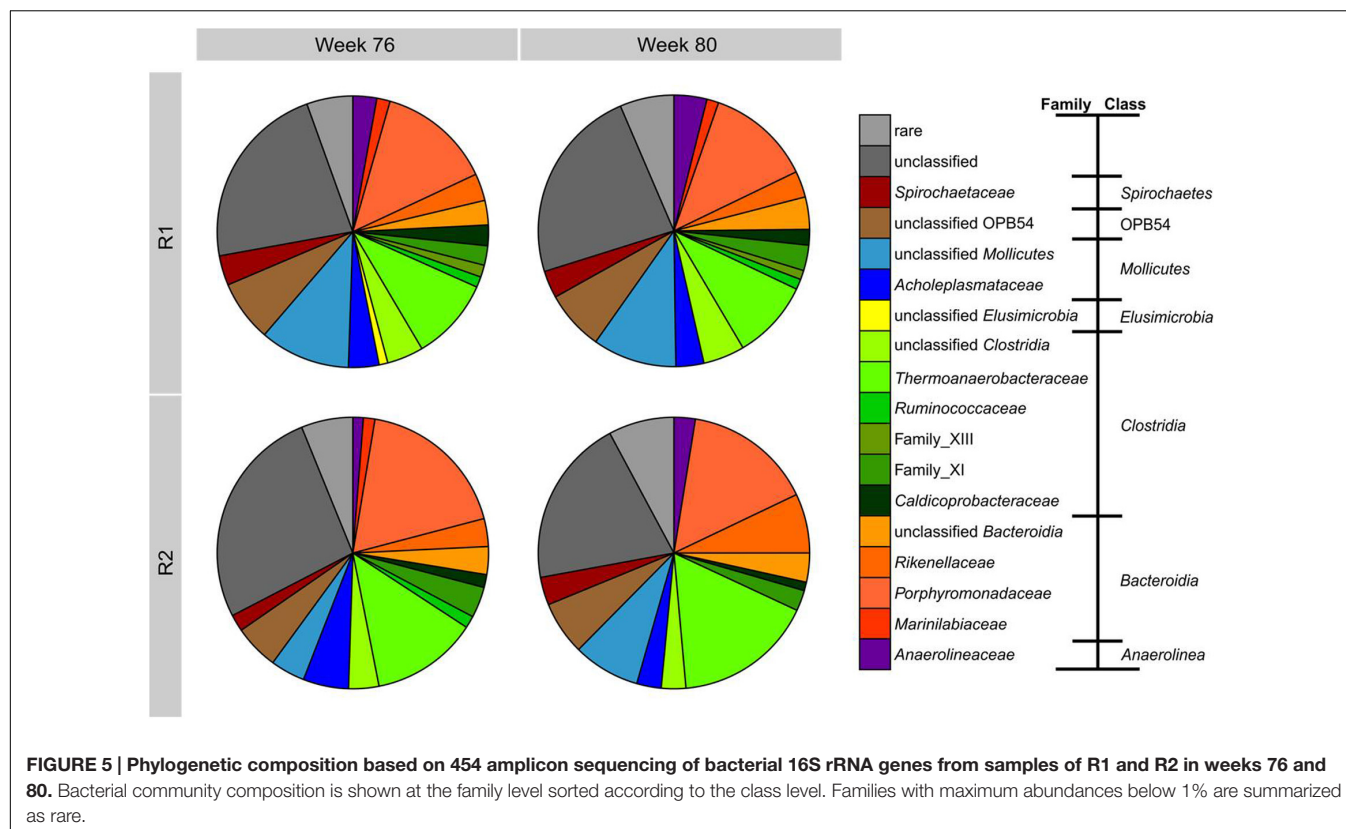 Week 76
Week 80
R1
R2
Family Class
rare
unclassified
Spirochaetaceae
Spirochaetes
unclassified OPB54
OPB54
unclassified Mollicutes
Mollicutes
Acholeplasmataceae
unclassified Elusimicrobia
Elusimicrobia
unclassified Clostridia
Thermoanaerobacteraceae
Ruminococcaceae
Clostridia
Family_XIII
Family_XI
Caldicoprobacteraceae
unclassified Bacteroidia
Rikenellaceae
Bacteroidia
Porphyromonadaceae
Marinilabiaceae
Anaerolineaceae
Anaerolinea
FIGURE 5 | Phylogenetic composition based on 454 amplicon sequencing of bacterial 16S rRNA genes from samples of R1 and R2 in weeks 76 and
80. Bacterial community composition is shown at the family level sorted according to the class level. Families with maximum abundances below 1% are summarized
as rare.